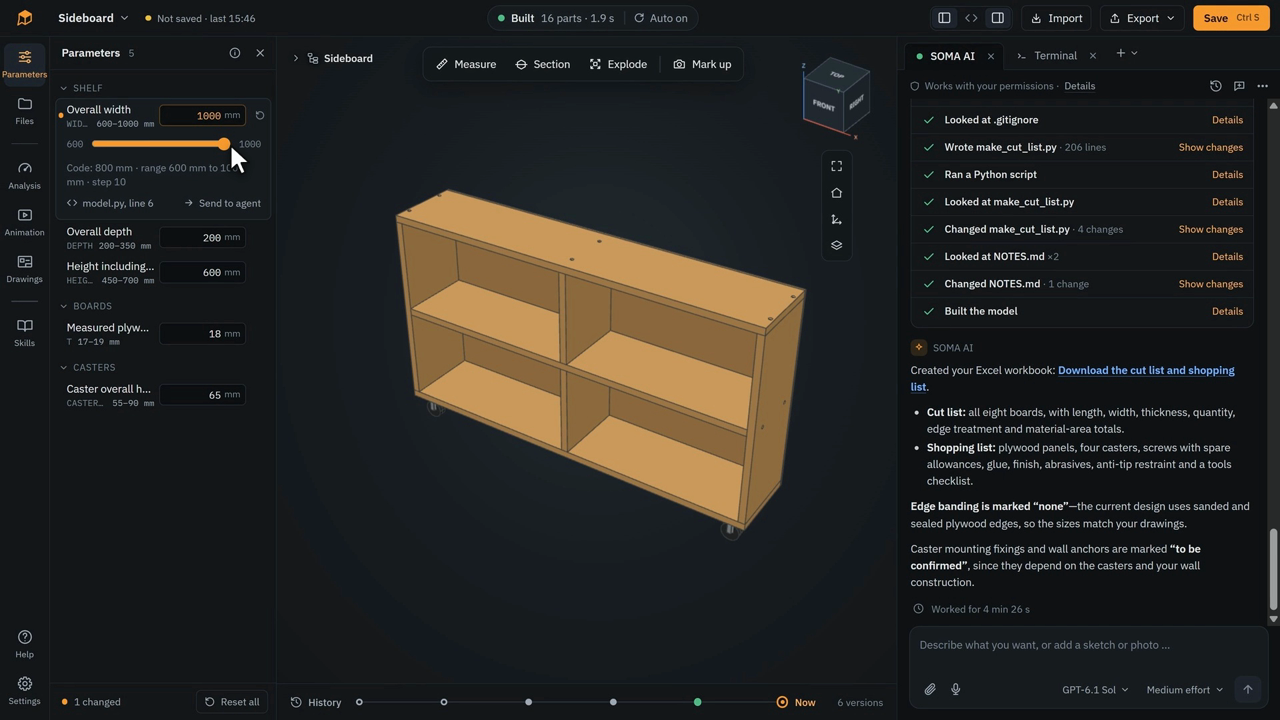 Sideboard
Not saved · last 15:46
Built 16 parts · 1.9 s
Auto on
Import
Export
Save Ctrl S
Parameters
Files
Analysis
Animation
Drawings
Skills
Help
Settings
Parameters 5
SHELF
Overall width
1000 mm
WID… 600–1000 mm
600
1000
Code: 800 mm · range 600 mm to
mm · step 10
model.py, line 6
Send to agent
Overall depth
200 mm
DEPTH 200–350 mm
Height including...
600 mm
HEIG… 450–700 mm
BOARDS
Measured plyw...
18 mm
T 17–19 mm
CASTERS
Caster overall h...
65 mm
CASTER… 55–90 mm
1 changed
Reset all
Sideboard
Measure
Section
Explode
Mark up
Z
TOP
FRONT
RIGHT
Y
X
History
Now
6 versions
SOMA AI
Terminal
Works with your permissions · Details
Looked at .gitignore Details
Wrote make_cut_list.py · 206 lines Show changes
Ran a Python script Details
Looked at make_cut_list.py Details
Changed make_cut_list.py · 4 changes Show changes
Looked at NOTES.md ×2 Details
Changed NOTES.md · 1 change Show changes
Built the model Details
SOMA AI
Created your Excel workbook: Download the cut list and shopping
list.
• Cut list: all eight boards, with length, width, thickness, quantity,
edge treatment and material-area totals.
• Shopping list: plywood panels, four casters, screws with spare
allowances, glue, finish, abrasives, anti-tip restraint and a tools
checklist.
Edge banding is marked “none”—the current design uses sanded and
sealed plywood edges, so the sizes match your drawings.
Caster mounting fixings and wall anchors are marked “to be
confirmed”, since they depend on the casters and your wall
construction.
Worked for 4 min 26 s
Describe what you want, or add a sketch or photo ...
GPT-6.1 Sol
Medium effort